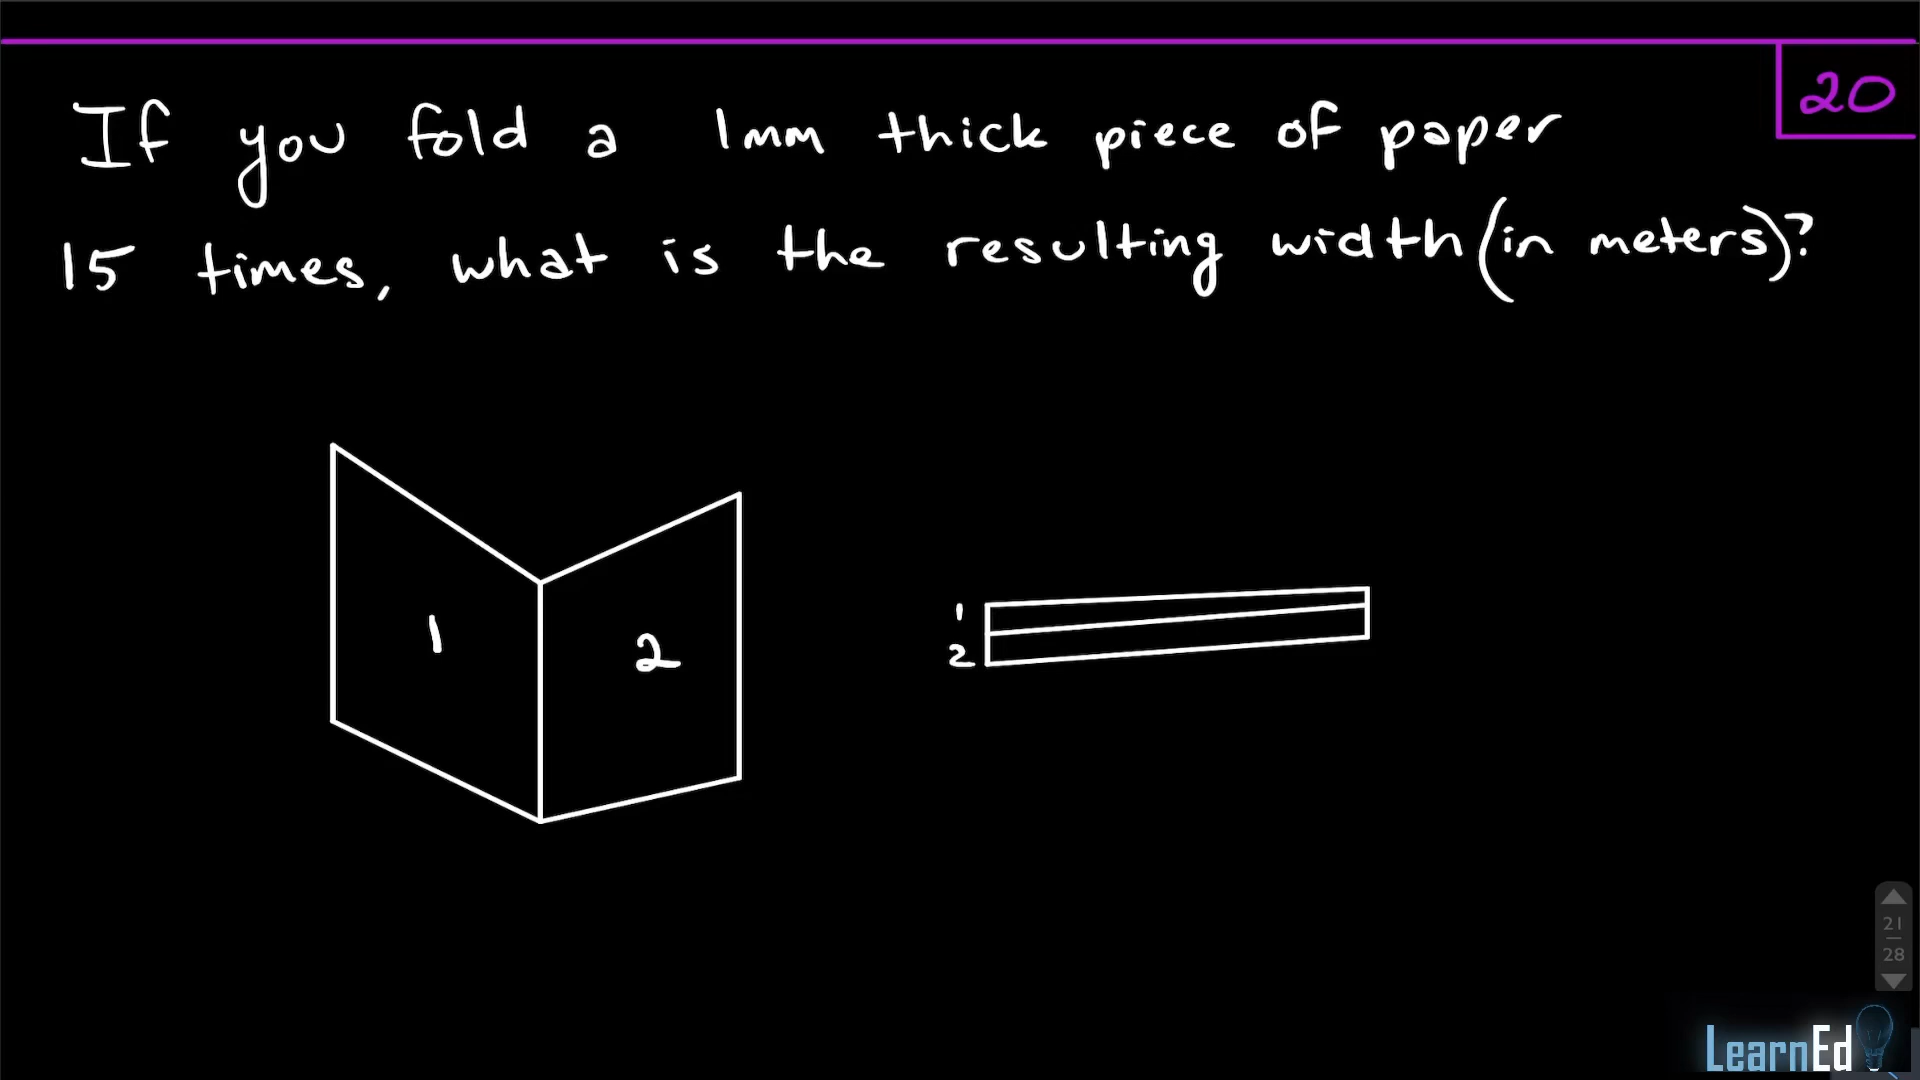 20
If you fold a 1mm thick piece of paper
15 times, what is the resulting width (in meters)?
1
2
1
2
21
28
LearnEd